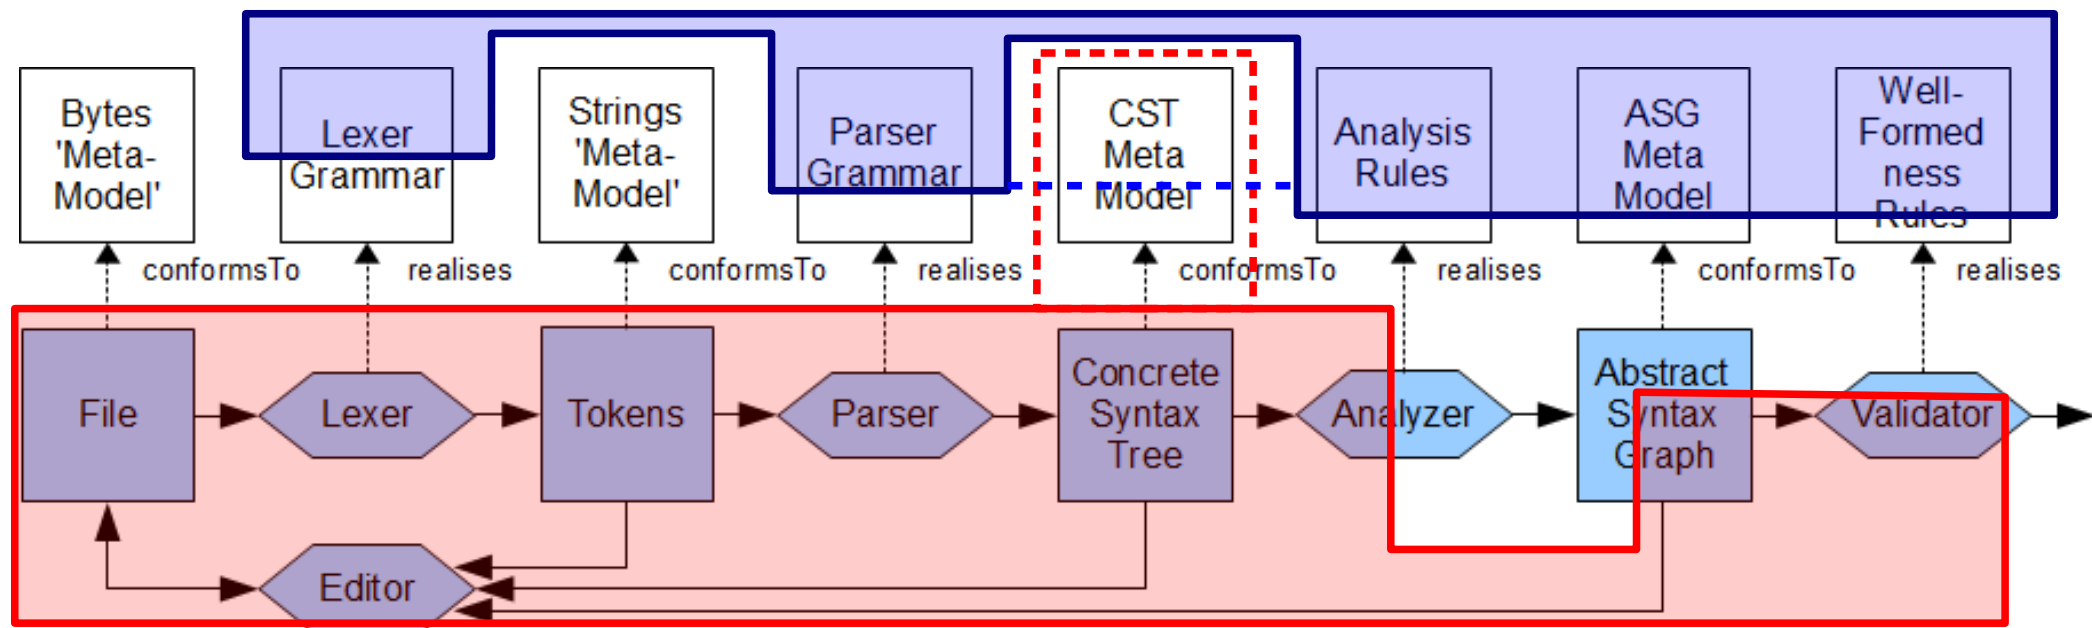 Bytes
'Meta-
Model'
Lexer
Grammar
Strings
'Meta-
Model'
Parser
Grammar
CST
Meta
Model
Analysis
Rules
ASG
Meta
Model
Well-
Formed
ness
Rules
conformsTo
realises
conformsTo
realises
conformsTo
realises
conformsTo
realises
File
Lexer
Tokens
Parser
Concrete
Syntax
Tree
Analyzer
Abstract
Syntax
Graph
Validator
Editor